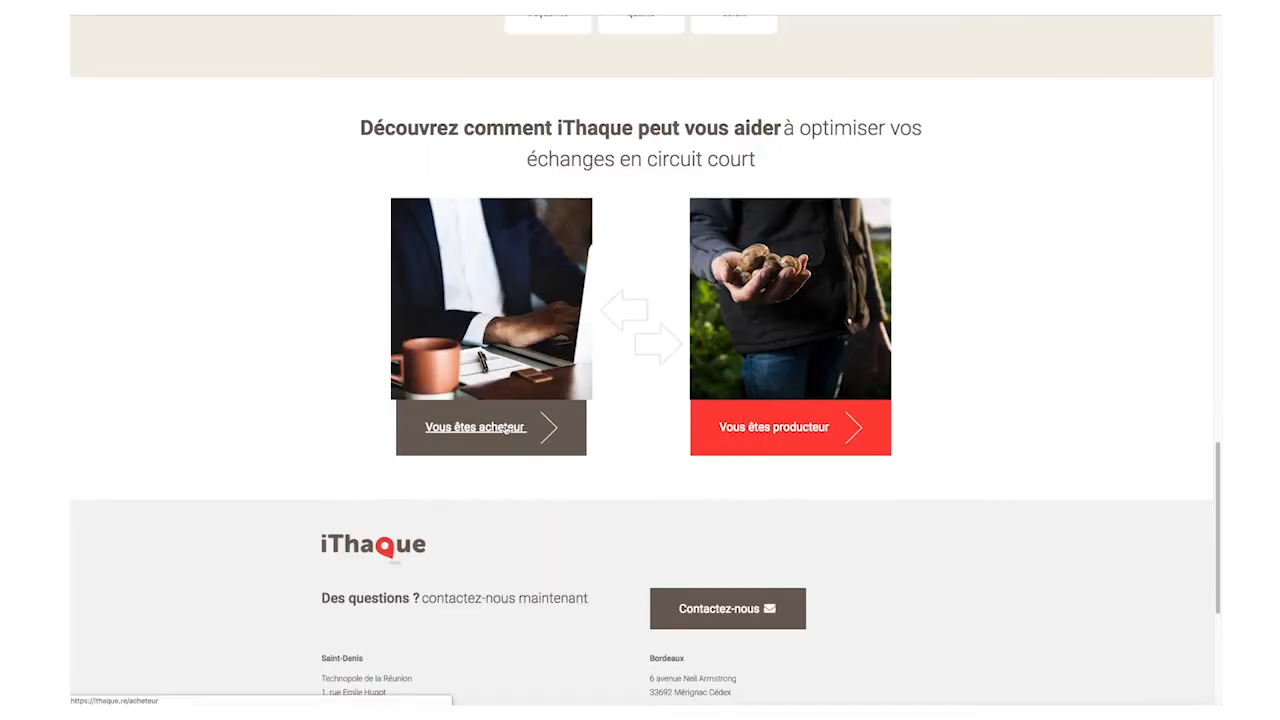 Découvrez comment iThaque peut vous aider à optimiser vos
échanges en circuit court
Vous êtes acheteur
Vous êtes producteur
iThaque
Des questions ? contactez-nous maintenant
Contactez-nous
Saint-Denis
Bordeaux
Technopole de la Réunion
6 avenue Neil Armstrong
1, rue Emile Hugot
33692 Mérignac Cédex
https://ithaque.re/acheteur